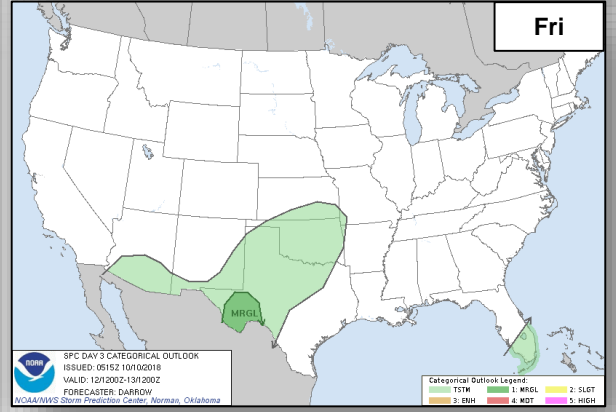 Fri
MRGL
NOAA
SPC DAY 3 CATEGORICAL OUTLOOK
ISSUED: 0515Z 10/10/2018
VALID: 12/1200Z-13/1200Z
FORECASTER: DARROW
NOAA/NWS Storm Prediction Center, Norman, Oklahoma
Categorical Outlook Legend:
TSTM 1: MRGL 2: SLGT
3: ENH 4: MDT 5: HIGH